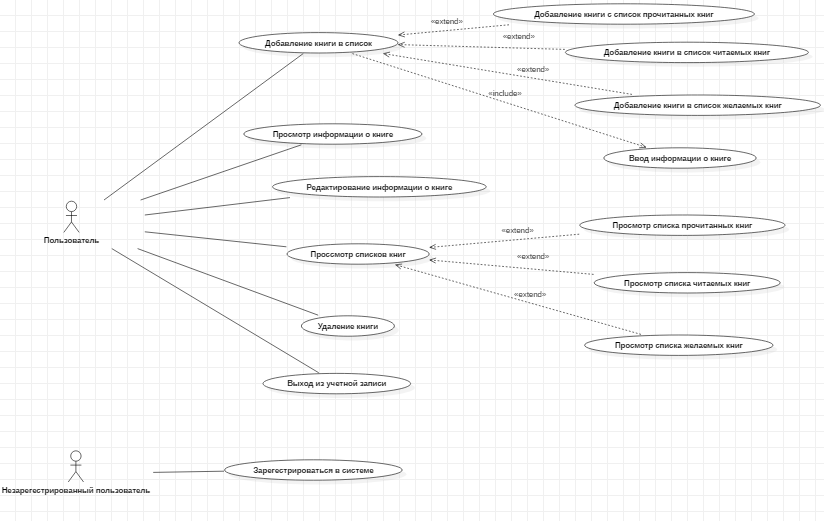 «extend»
Добавление книги с список прочитанных книг
Добавление книги в список
«extend»
Добавление книги в список читаемых книг
«extend»
«include»
Добавление книги в список желаемых книг
Просмотр информации о книге
Ввод информации о книге
Редактирование информации о книге
Пользователь
«extend»
Просмотр списка прочитанных книг
Проссмотр списков книг
«extend»
Просмотр списка читаемых книг
«extend»
Удаление книги
Просмотр списка желаемых книг
Выход из учетной записи
Зарегестрироваться в системе
Незарегестрированный пользователь